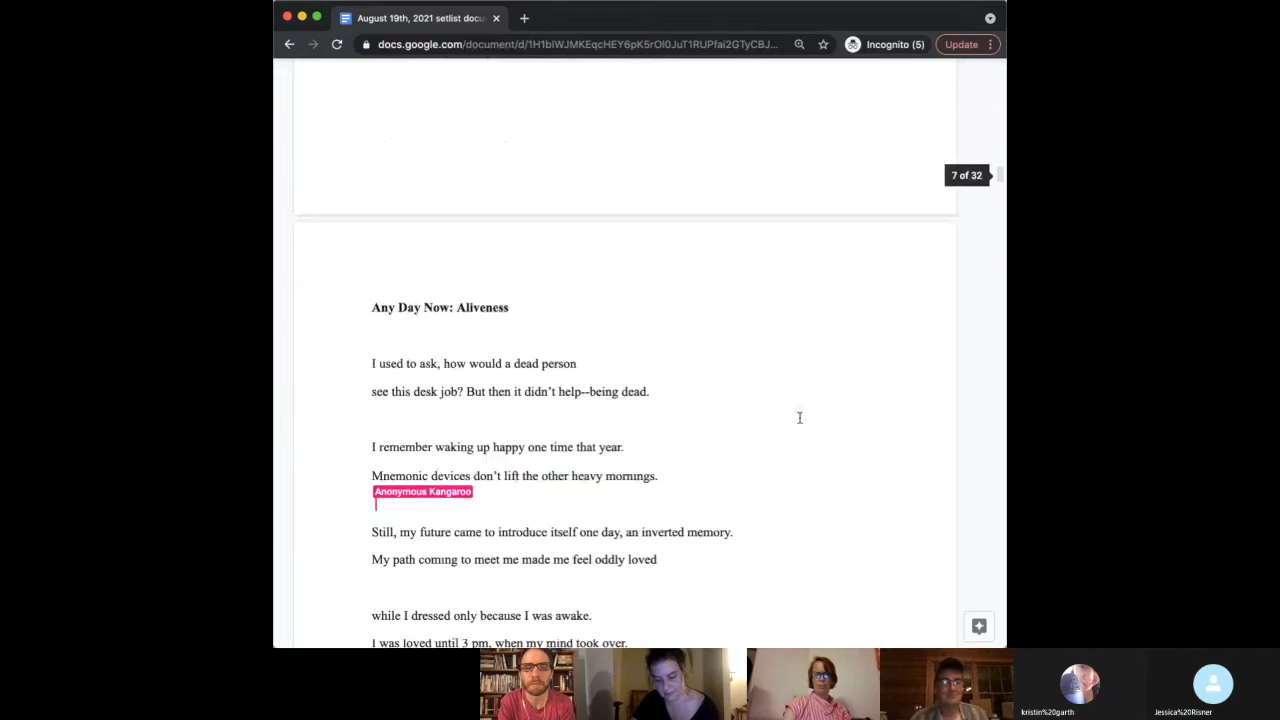 August 19th, 2021 setlist docu
docs.google.com/document/d/1H1blWJMKEqcHEY6pK5rOl0JuT1RUPfai2GTyCBJ...
Incognito (5)
Update
7 of 32
Any Day Now: Aliveness
I used to ask, how would a dead person
see this desk job? But then it didn't help--being dead.
I remember waking up happy one time that year.
Mnemonic devices don't lift the other heavy mornings.
Anonymous Kangaroo
Still, my future came to introduce itself one day, an inverted memory.
My path coming to meet me made me feel oddly loved
while I dressed only because I was awake.
I was loved until 3 pm, when my mind took over.
kristin%20garth
Jessica%20Risner